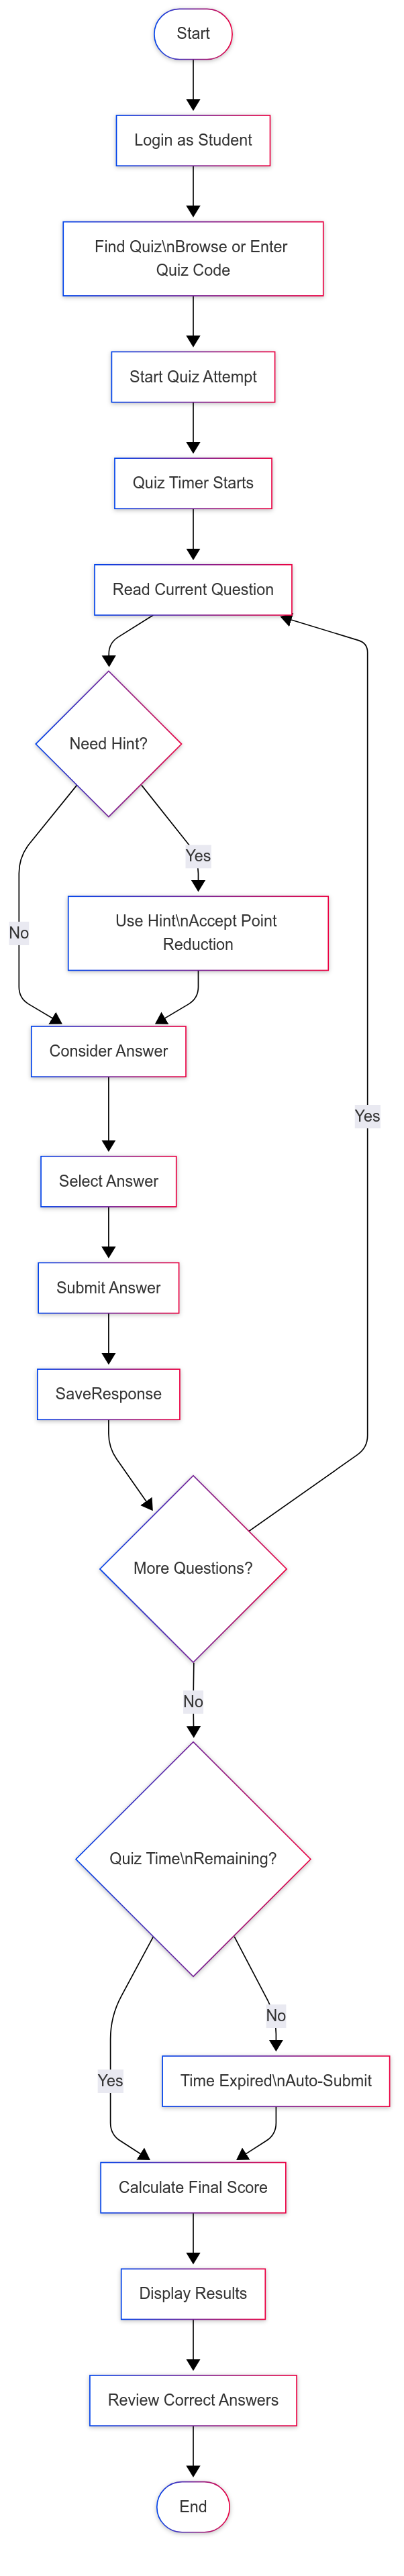 Start
Login as Student
Find Quiz\nBrowse or Enter
Quiz Code
Start Quiz Attempt
Quiz Timer Starts
Read Current Question
Need Hint?
Yes
Use Hint\nAccept Point
Reduction
No
Consider Answer
Yes
Select Answer
Submit Answer
SaveResponse
More Questions?
No
Quiz Time\nRemaining?
No
Yes
Time Expired\nAuto-Submit
Calculate Final Score
Display Results
Review Correct Answers
End